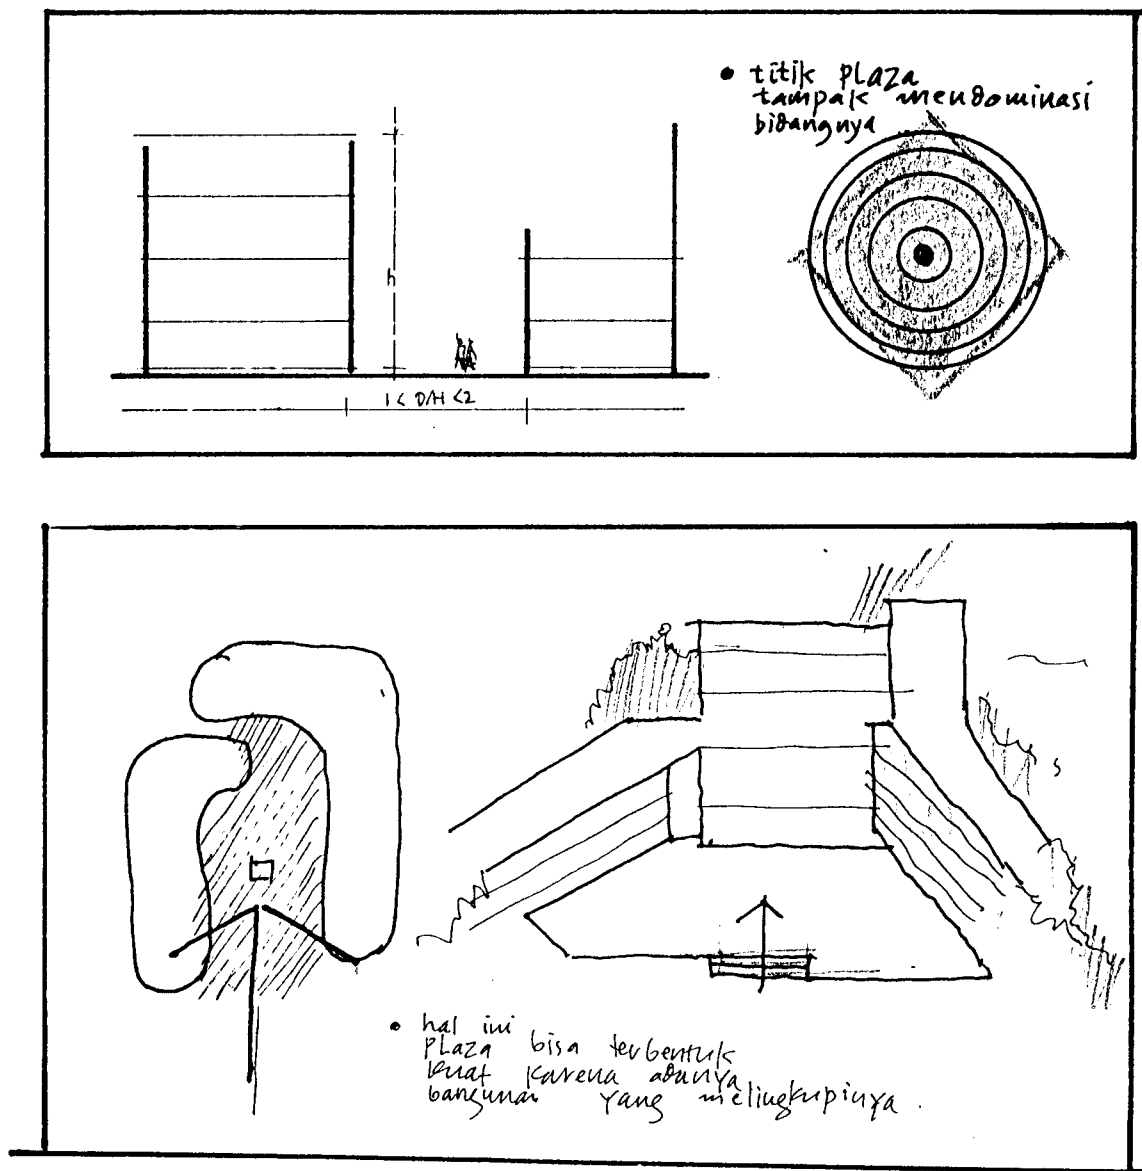 • titik plaza
tampak mendominasi
bidangnya
h
1 < D/H < 2
• hal ini
plaza bisa terbentuk
kuat karena adanya
bangunan yang melingkupinya.